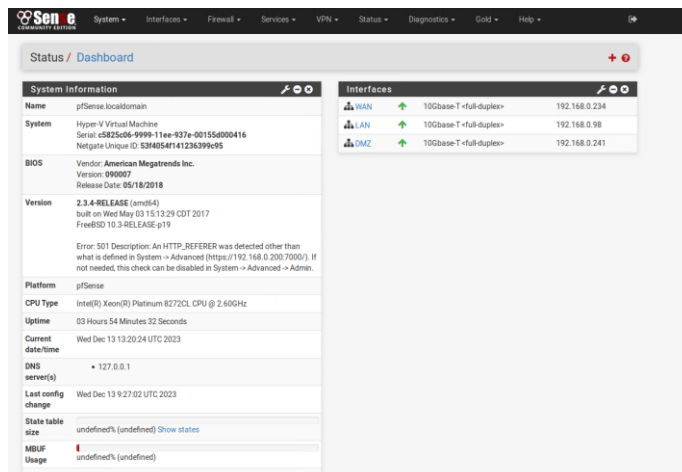 Sense
COMMUNITY EDITION
System
Interfaces
Firewall
Services
VPN
Status
Diagnostics
Gold
Help
Status / Dashboard
System Information
Name pfSense.localdomain
System Hyper-V Virtual Machine
Serial: c5825c06-9999-11ee-937e-00155d000416
Netgate Unique ID: 53f4054f141236399c95
BIOS Vendor: American Megatrends Inc.
Version: 090007
Release Date: 05/18/2018
Version 2.3.4-RELEASE (amd64)
built on Wed May 03 15:13:29 CDT 2017
FreeBSD 10.3-RELEASE-p19
Error: 501 Description: An HTTP_REFERER was detected other than
what is defined in System -> Advanced (https://192.168.0.200:7000/). If
not needed, this check can be disabled in System -> Advanced -> Admin.
Platform pfSense
CPU Type Intel(R) Xeon(R) Platinum 8272CL CPU @ 2.60GHz
Uptime 03 Hours 54 Minutes 32 Seconds
Current date/time Wed Dec 13 13:20:24 UTC 2023
DNS server(s) • 127.0.0.1
Last config change Wed Dec 13 9:27:02 UTC 2023
State table size undefined% (undefined) Show states
MBUF Usage undefined% (undefined)
Interfaces
WAN 10Gbase-T <full-duplex> 192.168.0.234
LAN 10Gbase-T <full-duplex> 192.168.0.98
DMZ 10Gbase-T <full-duplex> 192.168.0.241